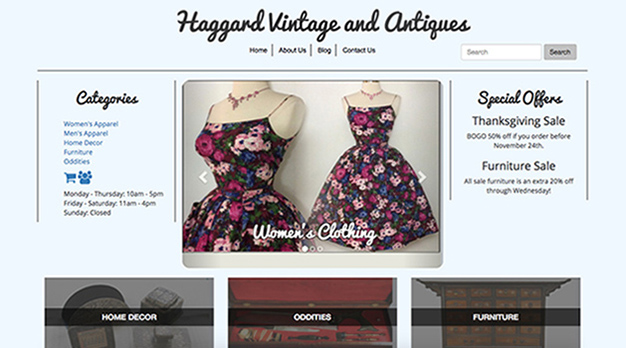 Haggard Vintage and Antiques
Home About Us Blog Contact Us
Search Search
Categories
Women's Apparel
Men's Apparel
Home Decor
Furniture
Oddities
Monday - Thursday: 10am - 5pm
Friday - Saturday: 11am - 4pm
Sunday: Closed
Women's Clothing
Special Offers
Thanksgiving Sale
BOGO 50% off if you order before
November 24th.
Furniture Sale
All sale furniture is an extra 20% off
through Wednesday!
HOME DECOR
ODDITIES
FURNITURE